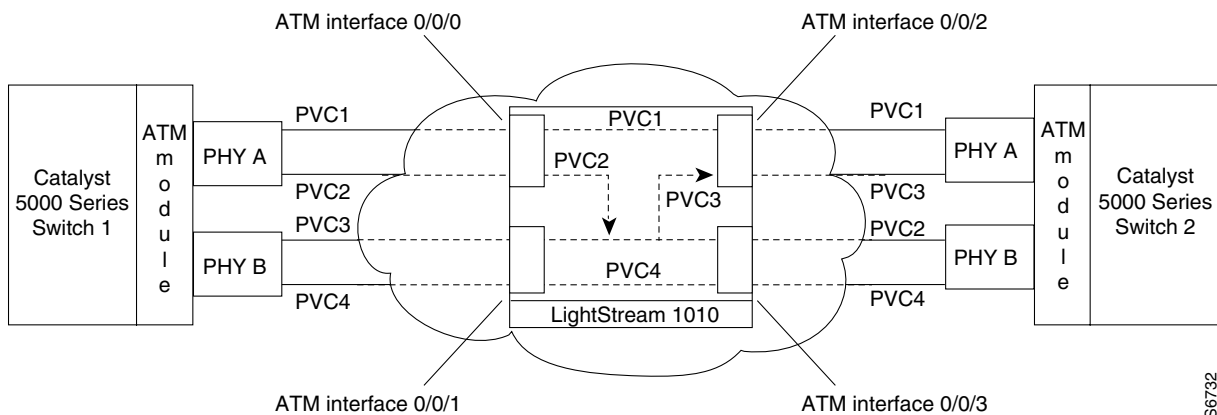 ATM interface 0/0/0
ATM interface 0/0/2
Catalyst
5000 Series
Switch 1
ATM
m
o
d
u
l
e
PHY A
PHY B
PVC1
PVC2
PVC3
PVC4
PVC1
PVC2
PVC3
PVC4
LightStream 1010
PVC1
PVC3
PVC2
PVC4
PHY A
PHY B
ATM
m
o
d
u
l
e
Catalyst
5000 Series
Switch 2
ATM interface 0/0/1
ATM interface 0/0/3
S6732